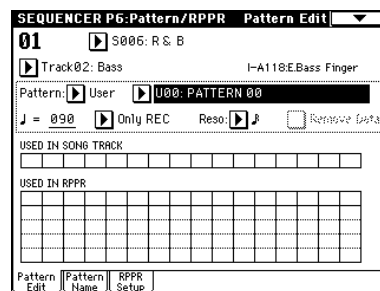 SEQUENCER P6:Pattern/RPPR Pattern Edit
01 S006: R & B
Track02: Bass I-A118:E.Bass Finger
Pattern: User U00: PATTERN 00
♩ = 090 Only REC Reso: ♪ Remove Data
USED IN SONG TRACK
USED IN RPPR
Pattern Edit Pattern Name RPPR Setup